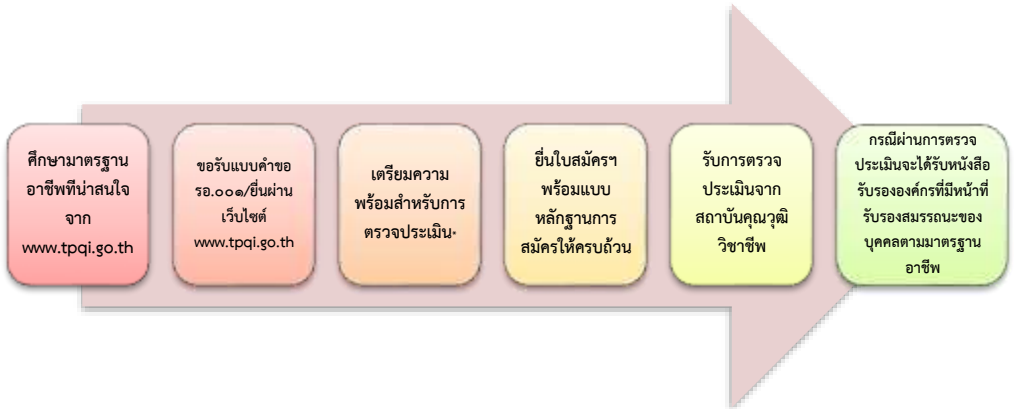 ศึกษามาตรฐาน
อาชีพที่น่าสนใจ
จาก
www.tpqi.go.th
ขอรับแบบคำขอ
รอ.๐๐๑/ยื่นผ่าน
เว็บไซต์
www.tpqi.go.th
เตรียมความ
พร้อมสำหรับการ
ตรวจประเมิน*
ยื่นใบสมัครฯ
พร้อมแบบ
หลักฐานการ
สมัครให้ครบถ้วน
รับการตรวจ
ประเมินจาก
สถาบันคุณวุฒิ
วิชาชีพ
กรณีผ่านการตรวจ
ประเมินจะได้รับหนังสือ
รับรององค์กรที่มีหน้าที่
รับรองสมรรถนะของ
บุคคลตามมาตรฐาน
อาชีพ